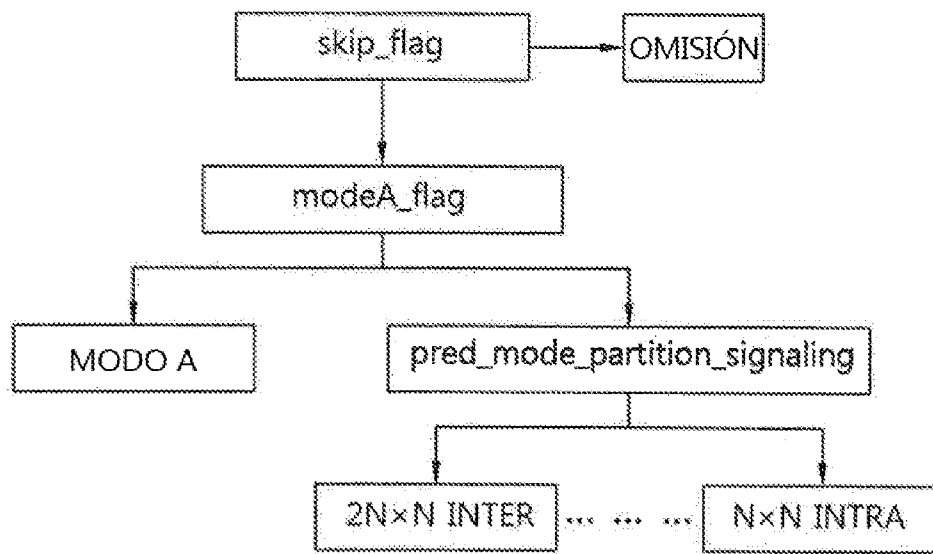 skip_flag
OMISIÓN
modeA_flag
MODO A
pred_mode_partition_signaling
2N×N INTER
... ... ...
N×N INTRA